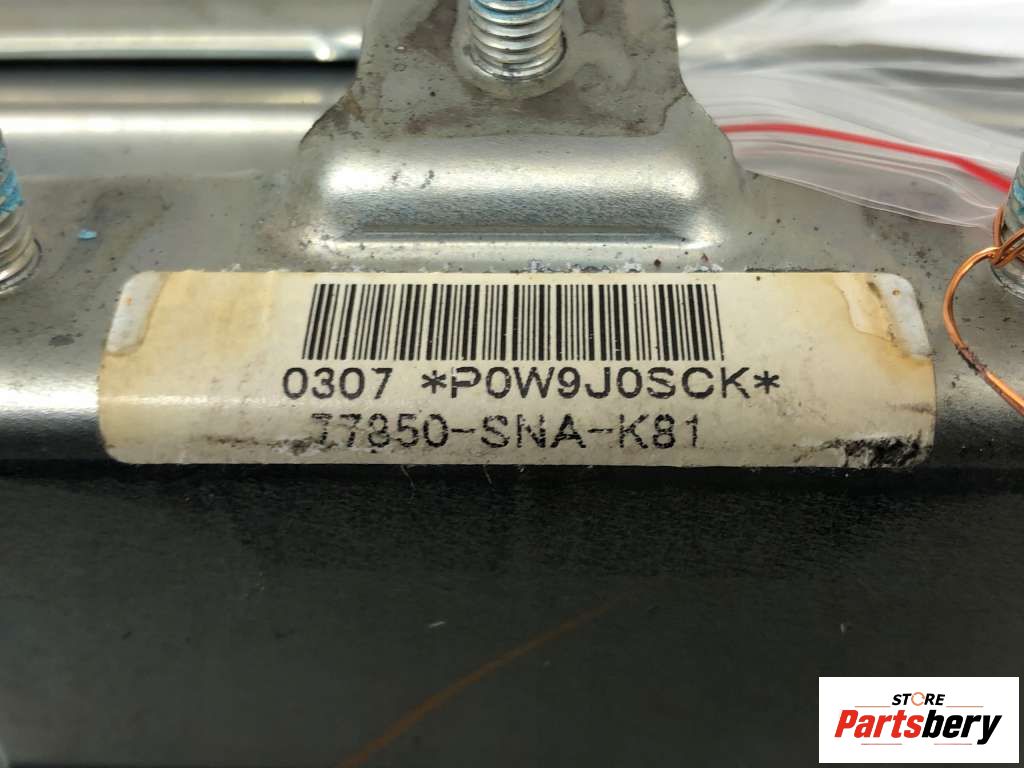 0307 *P0W9J0SCK*
77850-SNA-K81
STORE
Partsbery